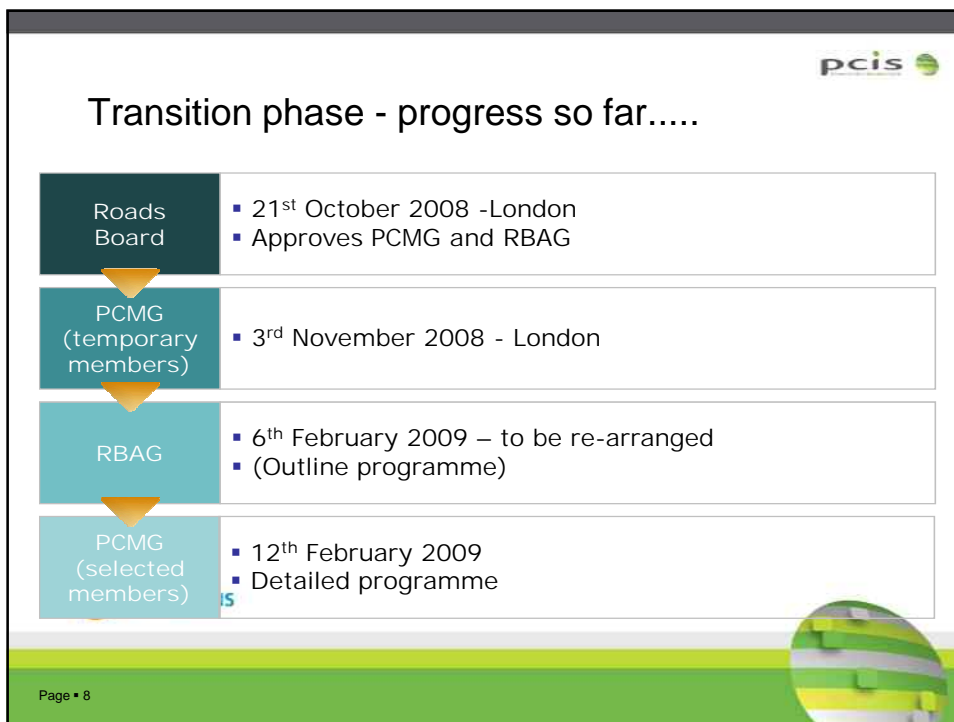 pcis
Transition phase - progress so far.....
Roads
Board
▪ 21st October 2008 -London
▪ Approves PCMG and RBAG
PCMG
(temporary
members)
▪ 3rd November 2008 - London
RBAG
▪ 6th February 2009 – to be re-arranged
▪ (Outline programme)
PCMG
(selected
members)
▪ 12th February 2009
▪ Detailed programme
Page ▪ 8